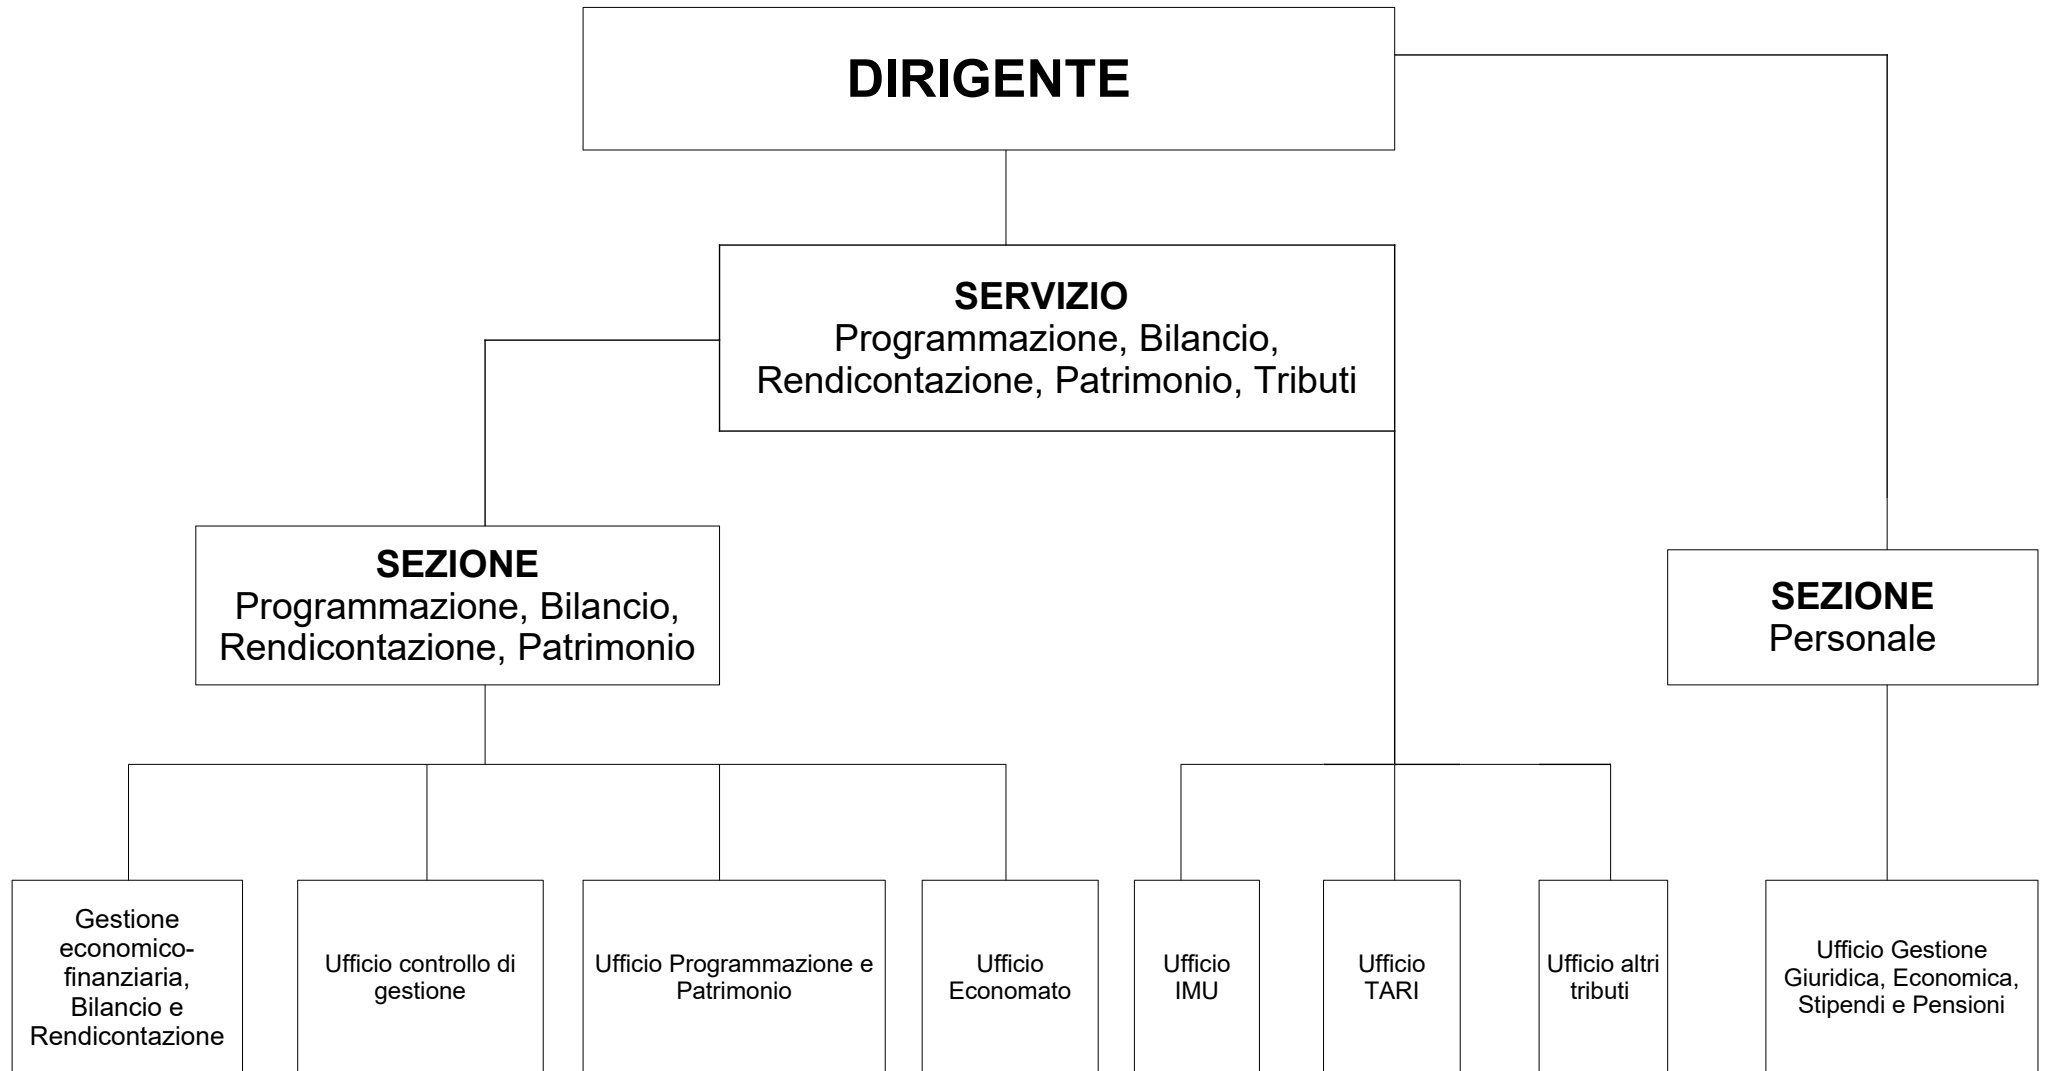 DIRIGENTE
SERVIZIO
Programmazione, Bilancio,
Rendicontazione, Patrimonio, Tributi
SEZIONE
Programmazione, Bilancio,
Rendicontazione, Patrimonio
SEZIONE
Personale
Gestione
economico-
finanziaria,
Bilancio e
Rendicontazione
Ufficio controllo di
gestione
Ufficio Programmazione e
Patrimonio
Ufficio
Economato
Ufficio
IMU
Ufficio
TARI
Ufficio altri
tributi
Ufficio Gestione
Giuridica, Economica,
Stipendi e Pensioni